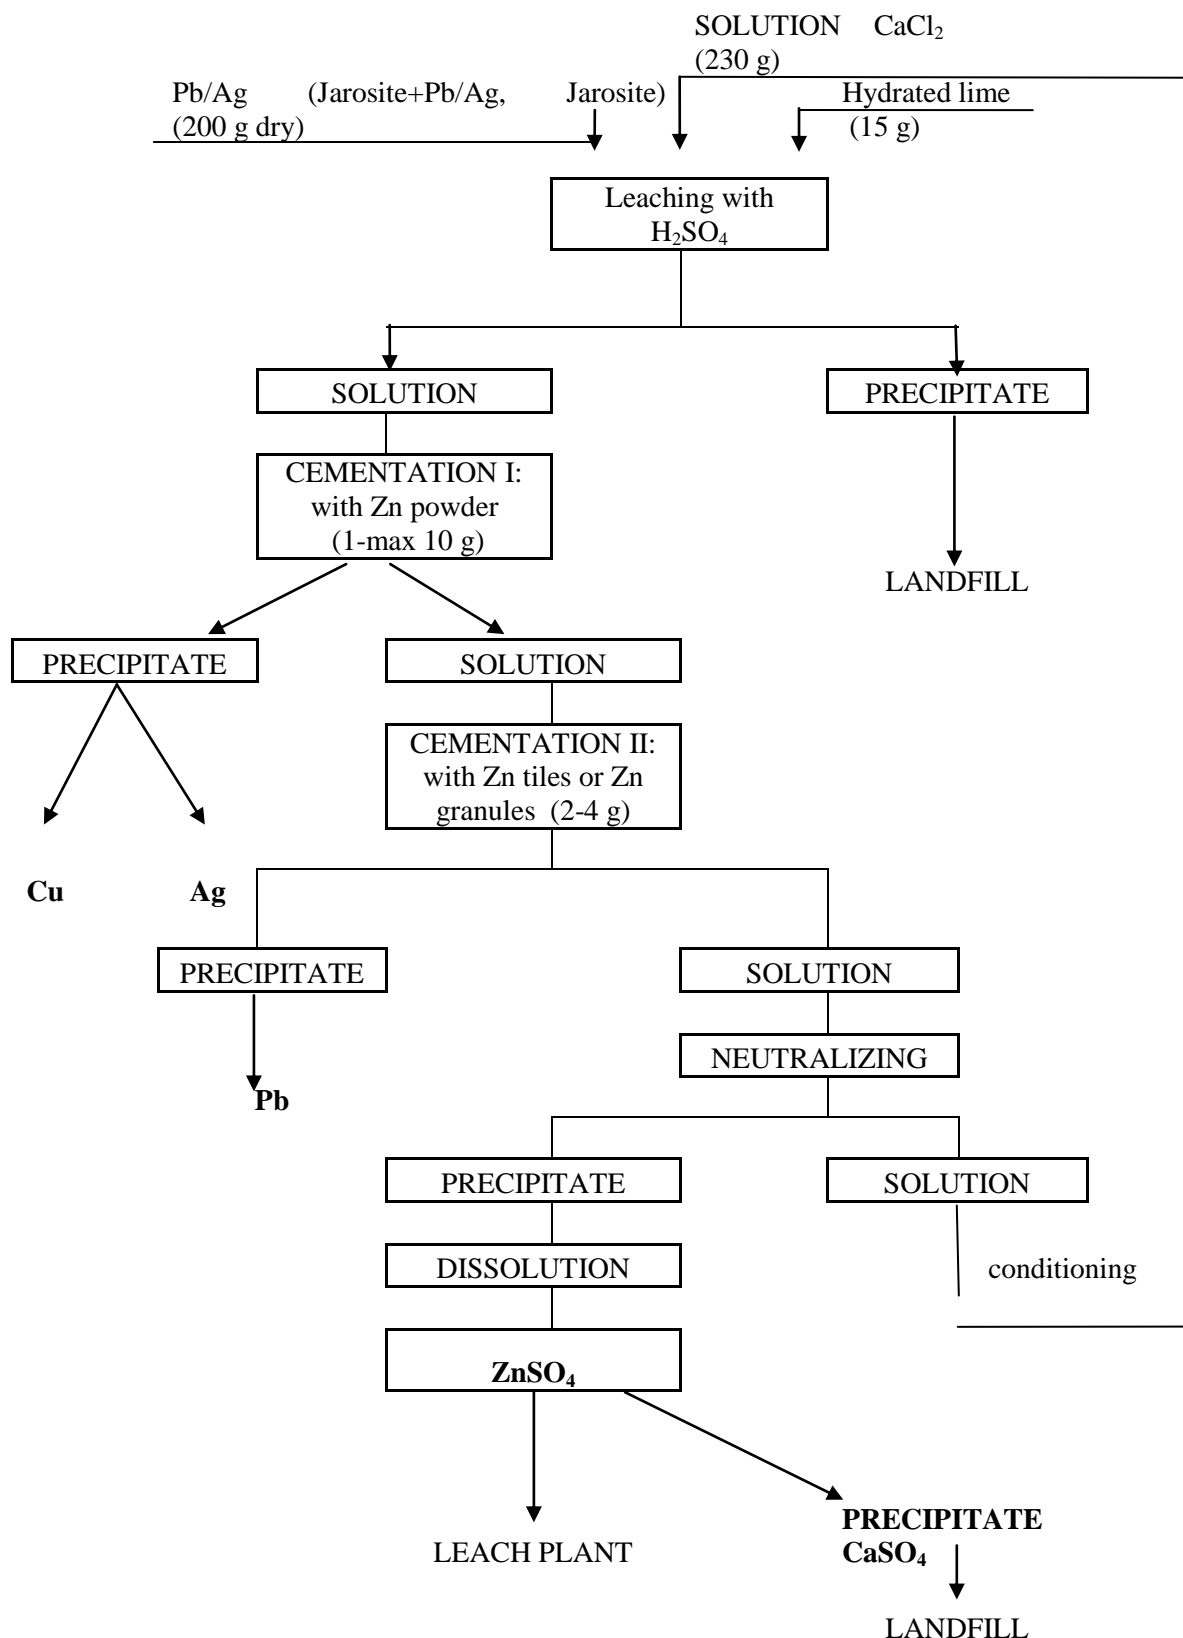 SOLUTION CaCl₂
(230 g)
Pb/Ag (Jarosite+Pb/Ag, Jarosite)
(200 g dry)
Hydrated lime
(15 g)
Leaching with
H₂SO₄
SOLUTION
PRECIPITATE
CEMENTATION I:
with Zn powder
(1-max 10 g)
LANDFILL
PRECIPITATE
SOLUTION
CEMENTATION II:
with Zn tiles or Zn
granules (2-4 g)
Cu
Ag
PRECIPITATE
SOLUTION
NEUTRALIZING
Pb
PRECIPITATE
SOLUTION
DISSOLUTION
conditioning
ZnSO₄
PRECIPITATE
CaSO₄
LEACH PLANT
LANDFILL